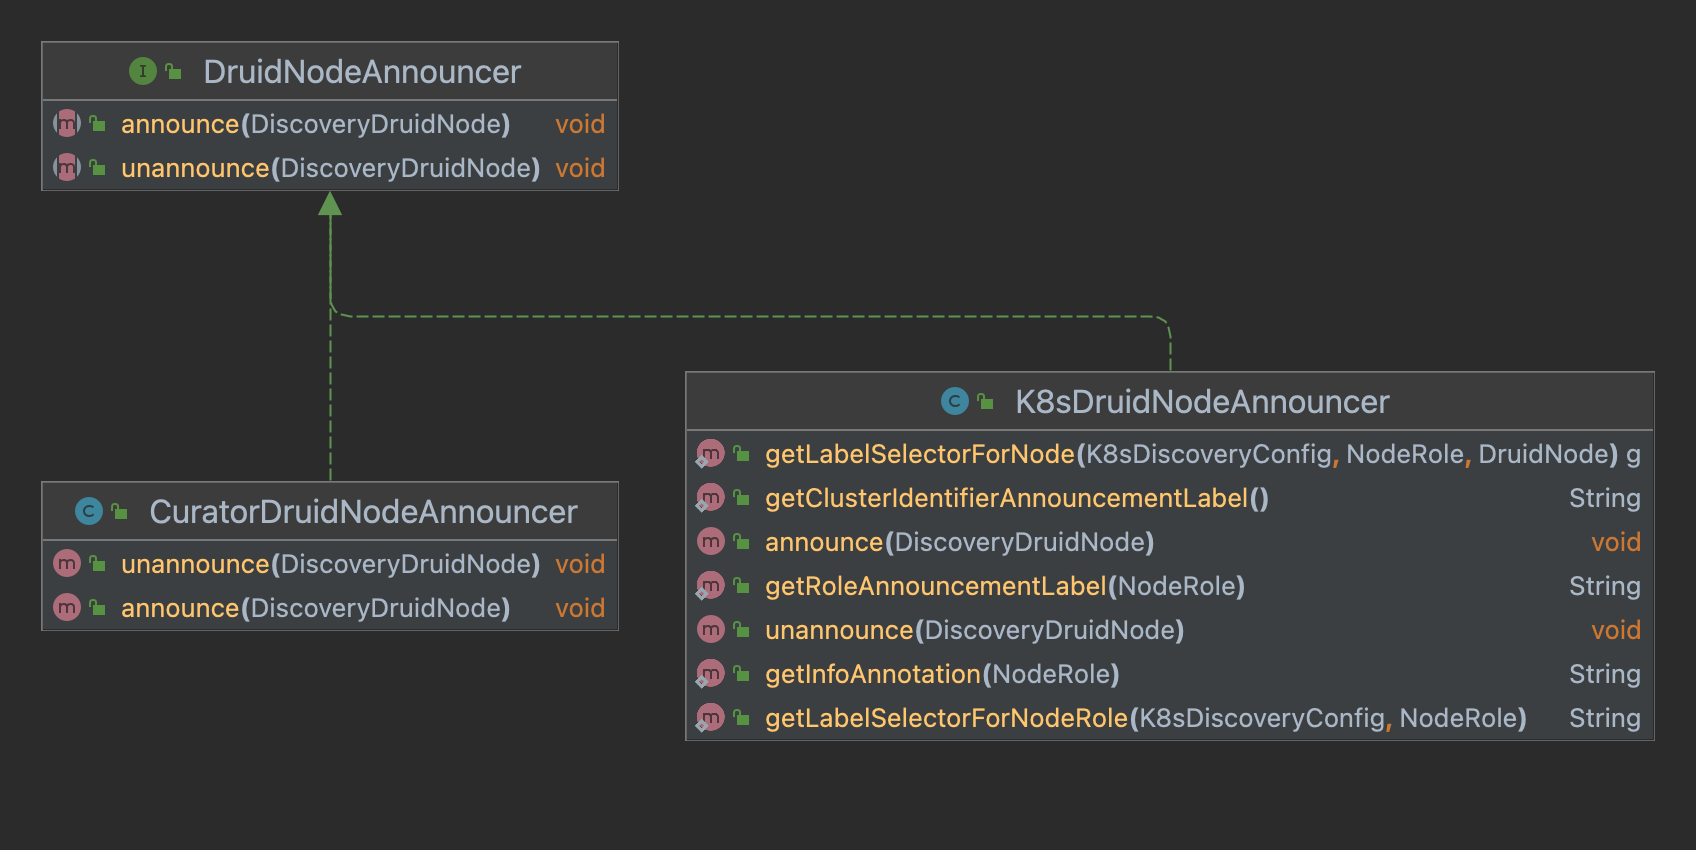 DruidNodeAnnouncer
announce(DiscoveryDruidNode) void
unannounce(DiscoveryDruidNode) void
K8sDruidNodeAnnouncer
getLabelSelectorForNode(K8sDiscoveryConfig, NodeRole, DruidNode) g
getClusterIdentifierAnnouncementLabel() String
announce(DiscoveryDruidNode) void
getRoleAnnouncementLabel(NodeRole) String
unannounce(DiscoveryDruidNode) void
getInfoAnnotation(NodeRole) String
getLabelSelectorForNodeRole(K8sDiscoveryConfig, NodeRole) String
CuratorDruidNodeAnnouncer
unannounce(DiscoveryDruidNode) void
announce(DiscoveryDruidNode) void